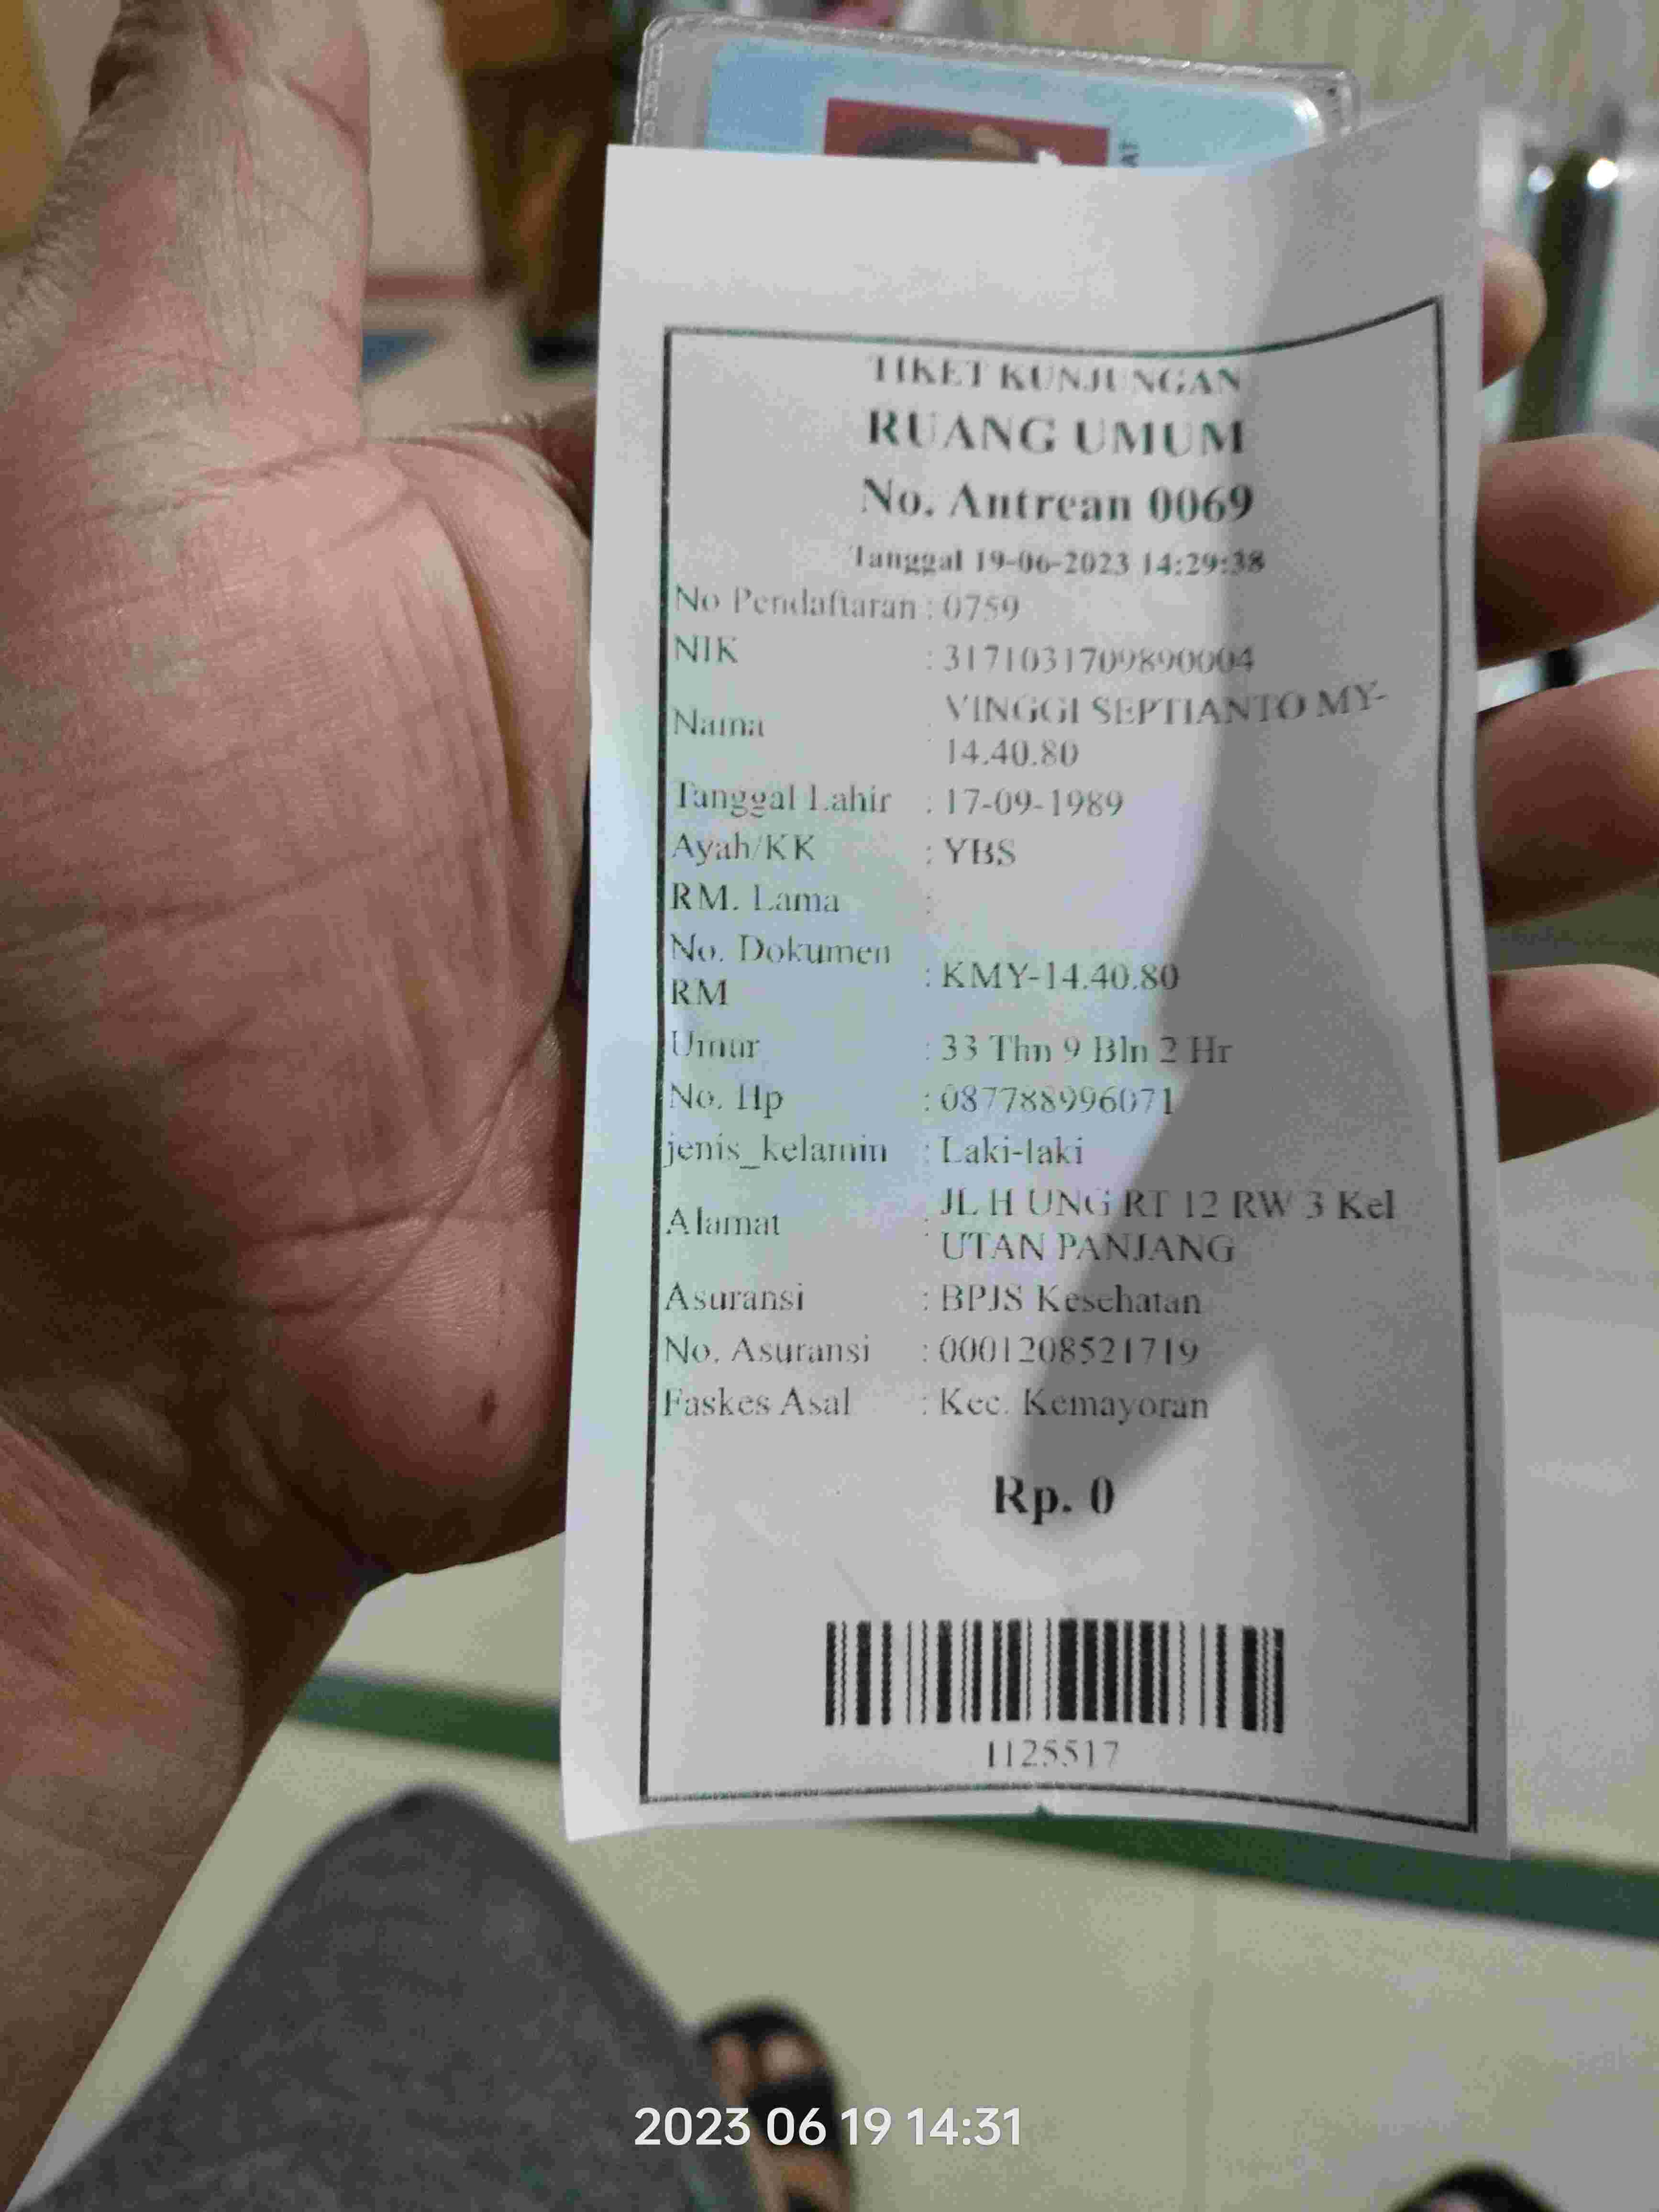 AT
TIKET KUNJUNGAN
RUANG UMUM
No. Antrean 0069
Tanggal 19-06-2023 14:29:38
No Pendaftaran : 0759
NIK : 3171031709890004
Nama : VINGGI SEPTIANTO MY-
14.40.80
Tanggal Lahir : 17-09-1989
Ayah/KK : YBS
RM. Lama :
No. Dokumen
RM : KMY-14.40.80
Umur : 33 Thn 9 Bln 2 Hr
No. Hp : 087788996071
jenis_kelamin : Laki-laki
Alamat : JL H UNG RT 12 RW 3 Kel
UTAN PANJANG
Asuransi : BPJS Kesehatan
No. Asuransi : 0001208521719
Faskes Asal : Kec. Kemayoran
Rp. 0
1125517
2023 06 19 14:31